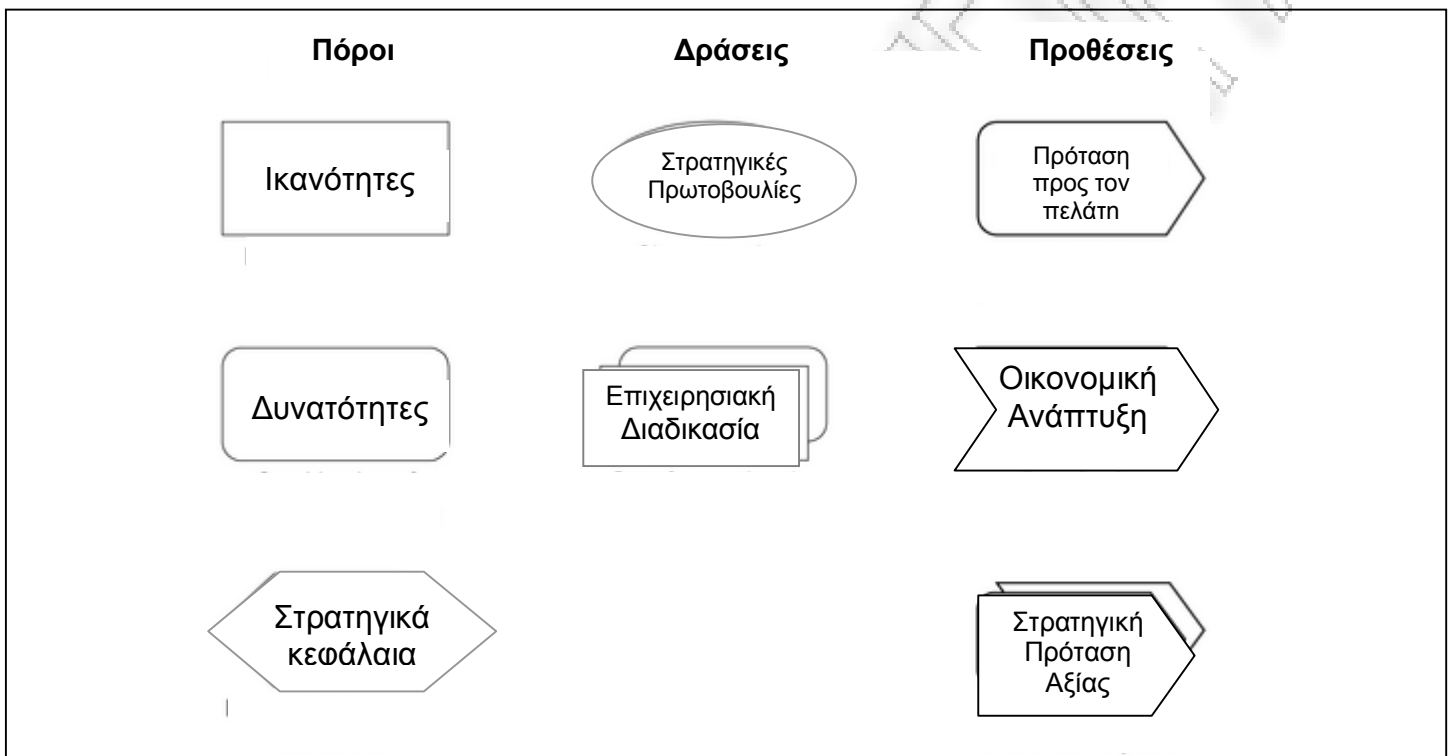 Πόροι
Δράσεις
Προθέσεις
Ικανότητες
Στρατηγικές
Πρωτοβουλίες
Πρόταση
προς τον
πελάτη
Δυνατότητες
Επιχειρησιακή
Διαδικασία
Οικονομική
Ανάπτυξη
Στρατηγικά
κεφάλαια
Στρατηγική
Πρόταση
Αξίας